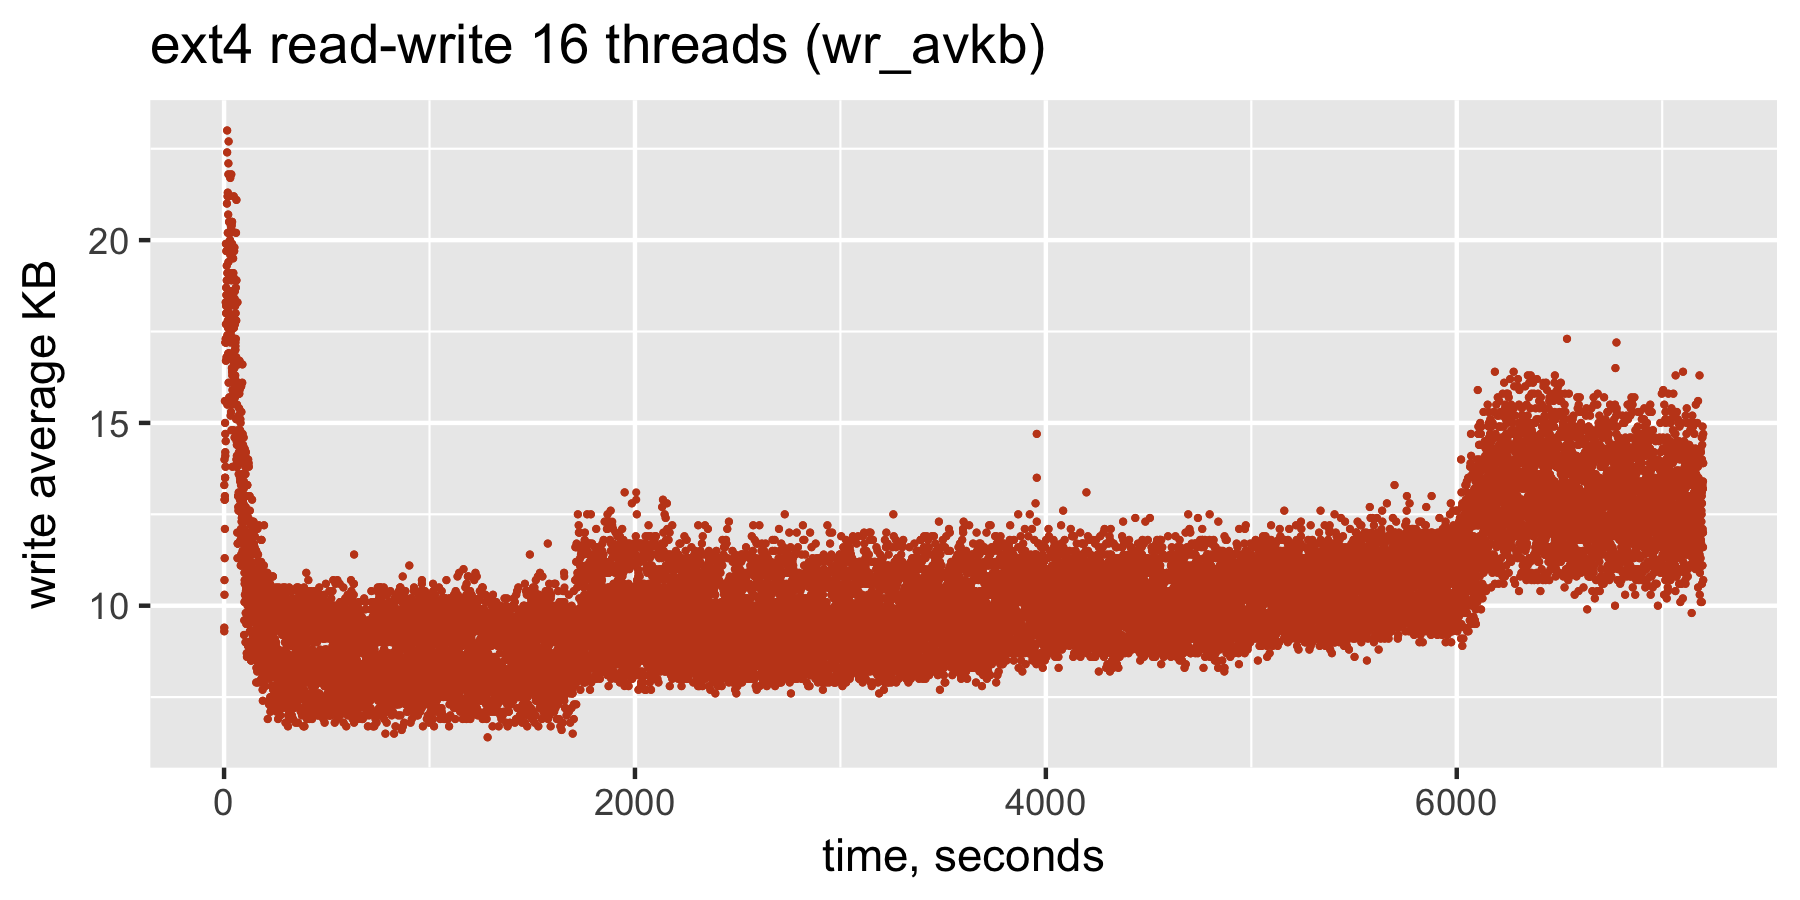 ext4 read-write 16 threads (wr_avkb)
write average KB
20
15
10
0 2000 4000 6000
time, seconds